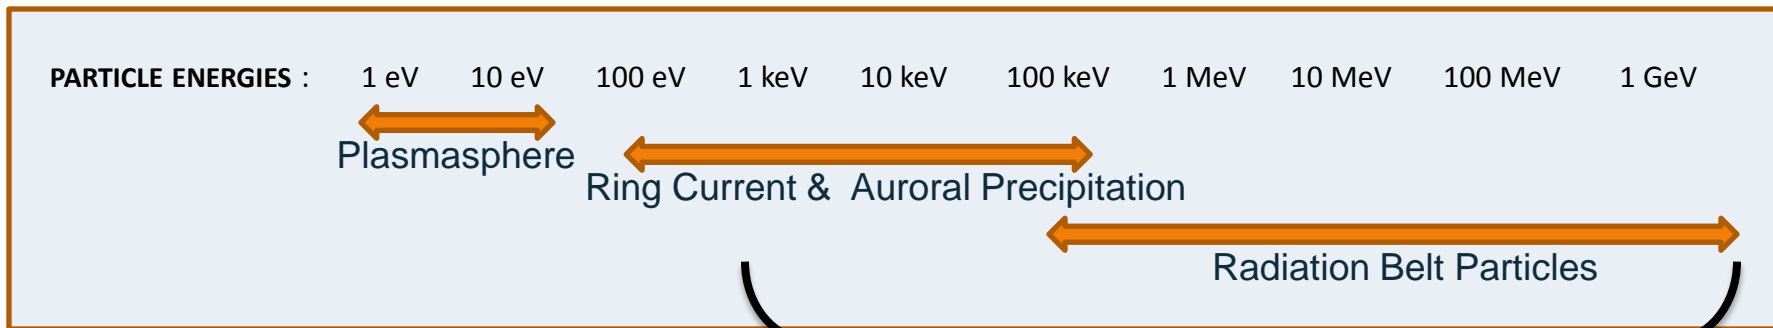 PARTICLE ENERGIES : 1 eV 10 eV 100 eV 1 keV 10 keV 100 keV 1 MeV 10 MeV 100 MeV 1 GeV
Plasmasphere
Ring Current & Auroral Precipitation
Radiation Belt Particles